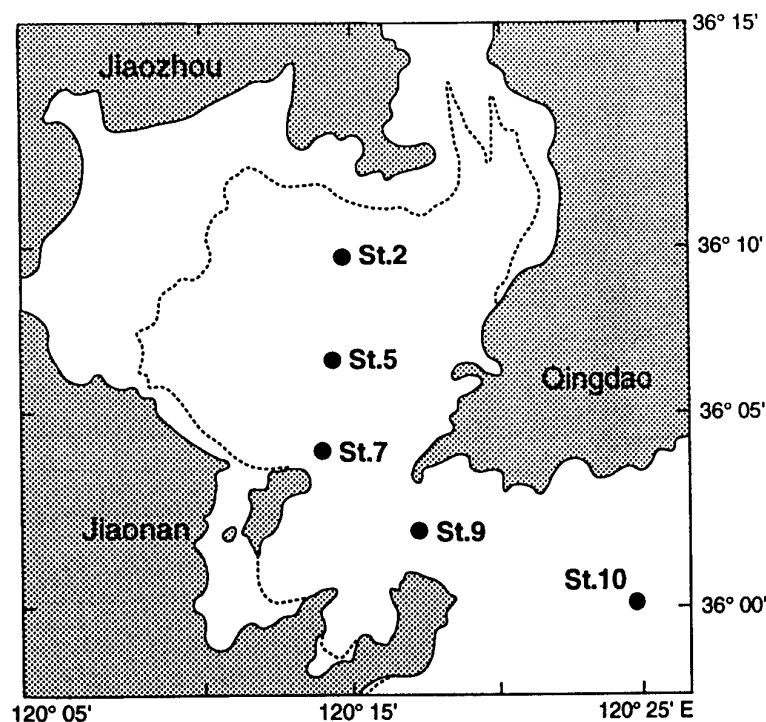 36° 15'
Jiaozhou
36° 10'
St.2
St.5
Qingdao
36° 05'
St.7
Jiaonan
St.9
St.10
36° 00'
120° 05'
120° 15'
120° 25' E